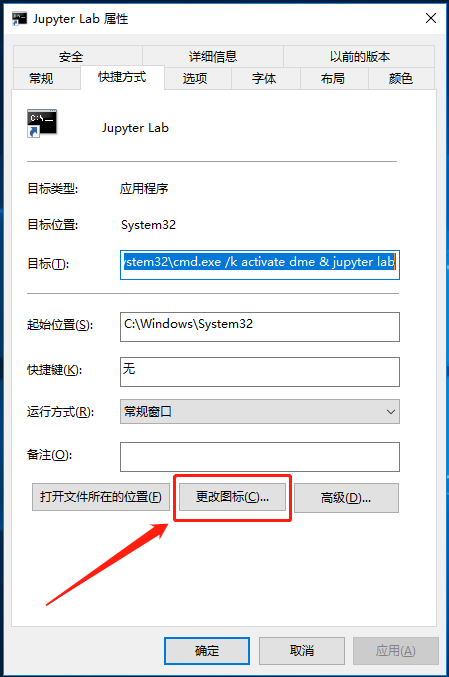 Jupyter Lab 属性
安全 详细信息 以前的版本
常规 快捷方式 选项 字体 布局 颜色
C:\.
Jupyter Lab
目标类型: 应用程序
目标位置: System32
目标(T): ystem32\cmd.exe /k activate dme & jupyter lab
起始位置(S): C:\Windows\System32
快捷键(K): 无
运行方式(R): 常规窗口
备注(O):
打开文件所在的位置(F) 更改图标(C)... 高级(D)...
确定 取消 应用(A)